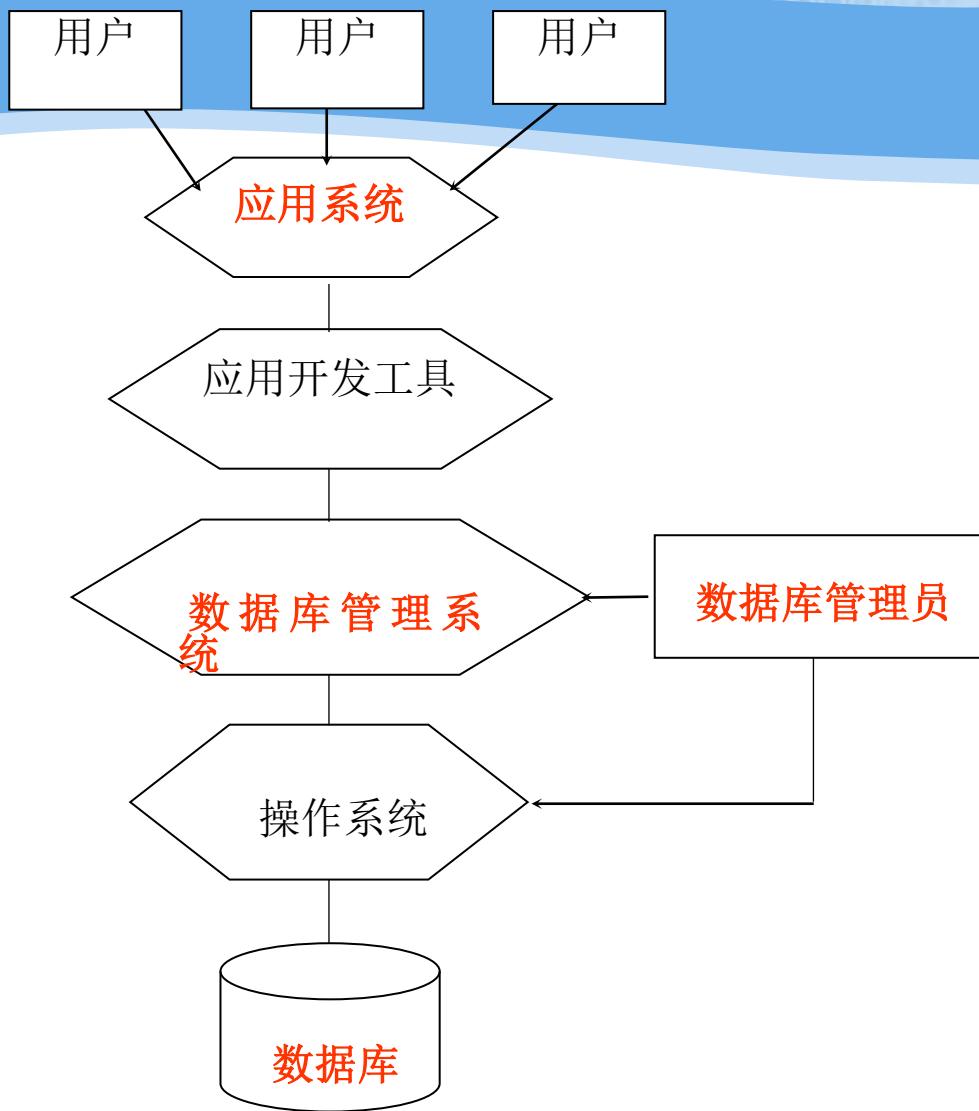 用户
用户
用户
应用系统
应用开发工具
数据库管理系
统
数据库管理员
操作系统
数据库